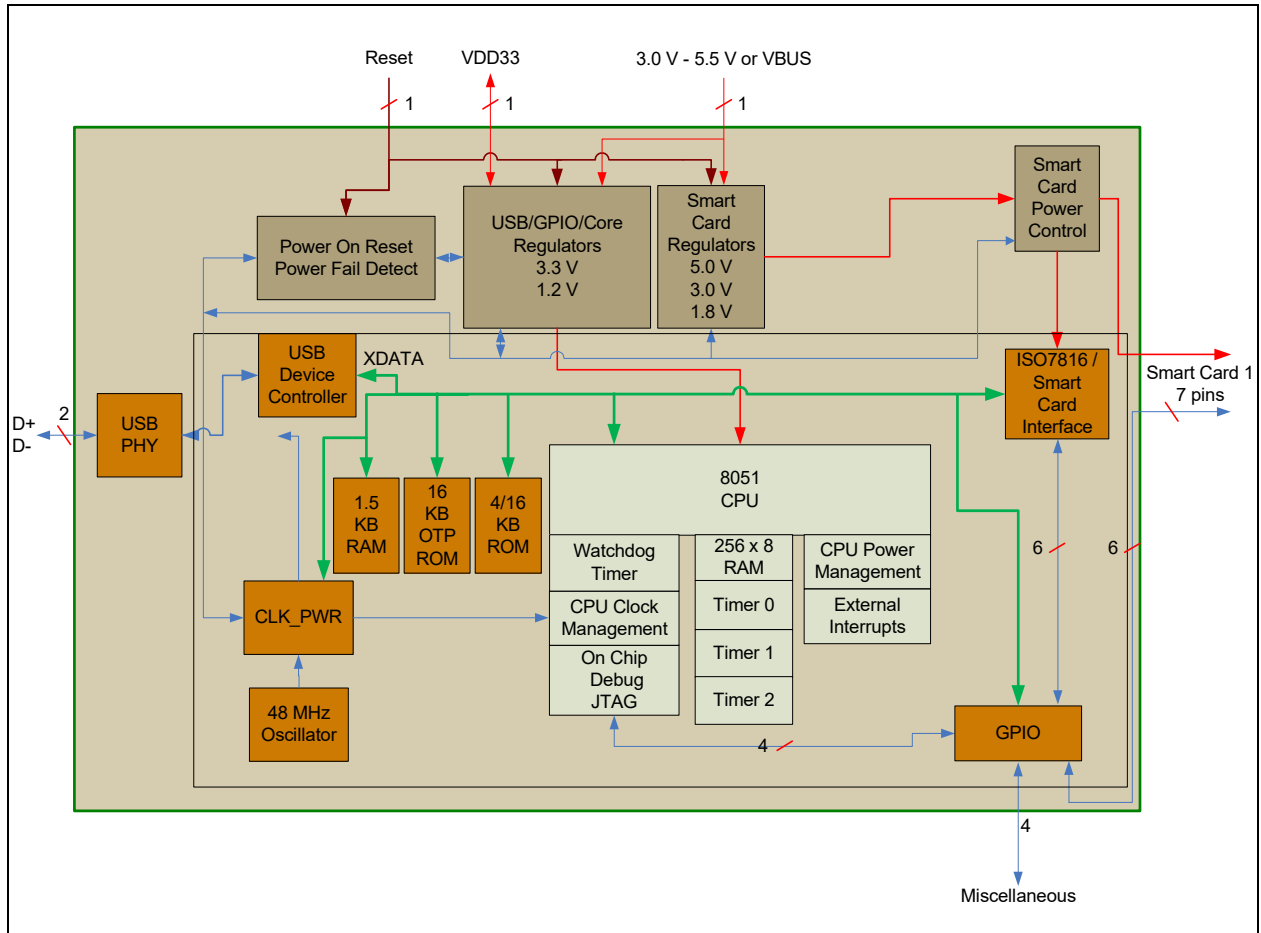 Reset
VDD33
3.0 V - 5.5 V or VBUS
1
1
1
Power On Reset
Power Fail Detect
USB/GPIO/Core
Regulators
3.3 V
1.2 V
Smart
Card
Regulators
5.0 V
3.0 V
1.8 V
Smart
Card
Power
Control
USB
Device
Controller
XDATA
ISO7816 /
Smart
Card
Interface
Smart Card 1
7 pins
D+
D-
2
USB
PHY
1.5
KB
RAM
16
KB
OTP
ROM
4/16
KB
ROM
8051
CPU
Watchdog
Timer
CPU Clock
Management
On Chip
Debug
JTAG
256 x 8
RAM
Timer 0
Timer 1
Timer 2
CPU Power
Management
External
Interrupts
6
6
CLK_PWR
48 MHz
Oscillator
4
GPIO
4
Miscellaneous